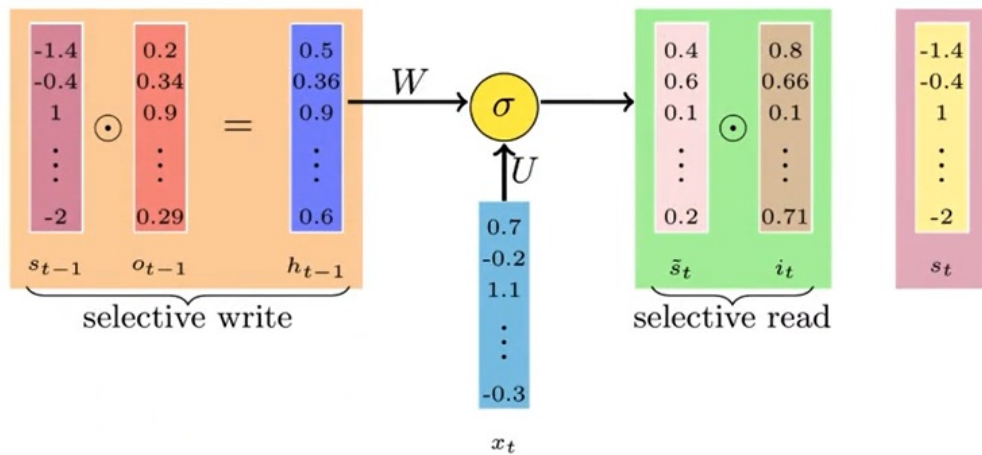 -1.4 0.2 0.5 0.4 0.8 -1.4
-0.4 0.34 0.36 W 0.6 0.66 -0.4
1 ⊙ 0.9 = 0.9 σ 0.1 ⊙ 0.1 1
⋮ ⋮ ⋮ U ⋮ ⋮ ⋮
-2 0.29 0.6 0.2 0.71 -2
s_{t−1} o_{t−1} h_{t−1} s̃_t i_t s_t
selective write selective read
0.7
-0.2
1.1
⋮
-0.3
x_t